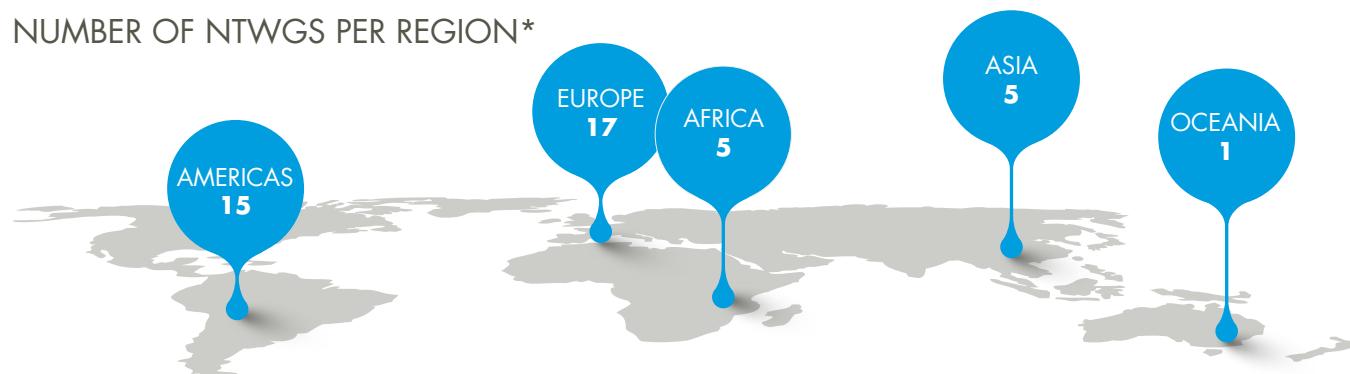 NUMBER OF NTWGS PER REGION*
AMERICAS
15
EUROPE
17
AFRICA
5
ASIA
5
OCEANIA
1